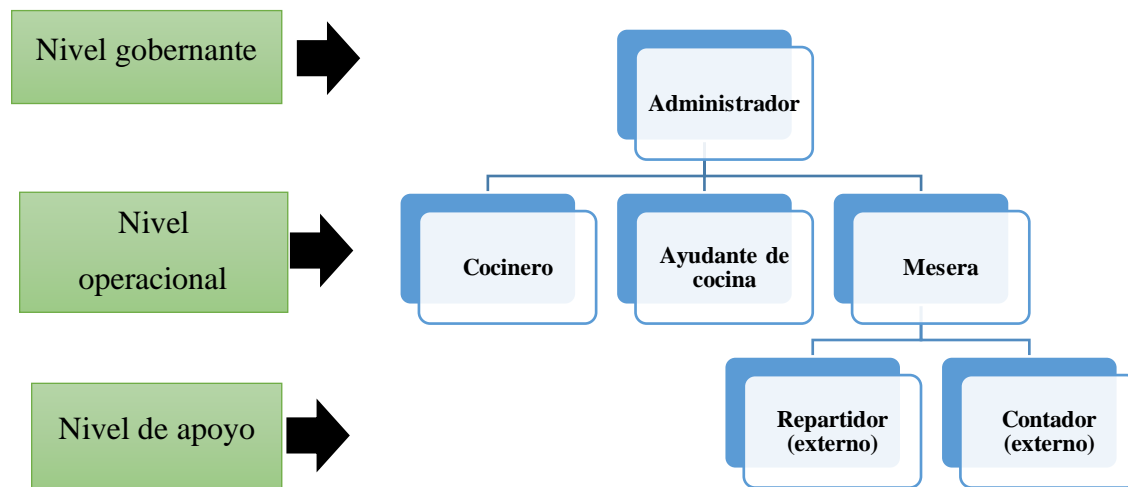 Nivel gobernante
Administrador
Nivel
operacional
Cocinero
Ayudante de
cocina
Mesera
Nivel de apoyo
Repartidor
(externo)
Contador
(externo)